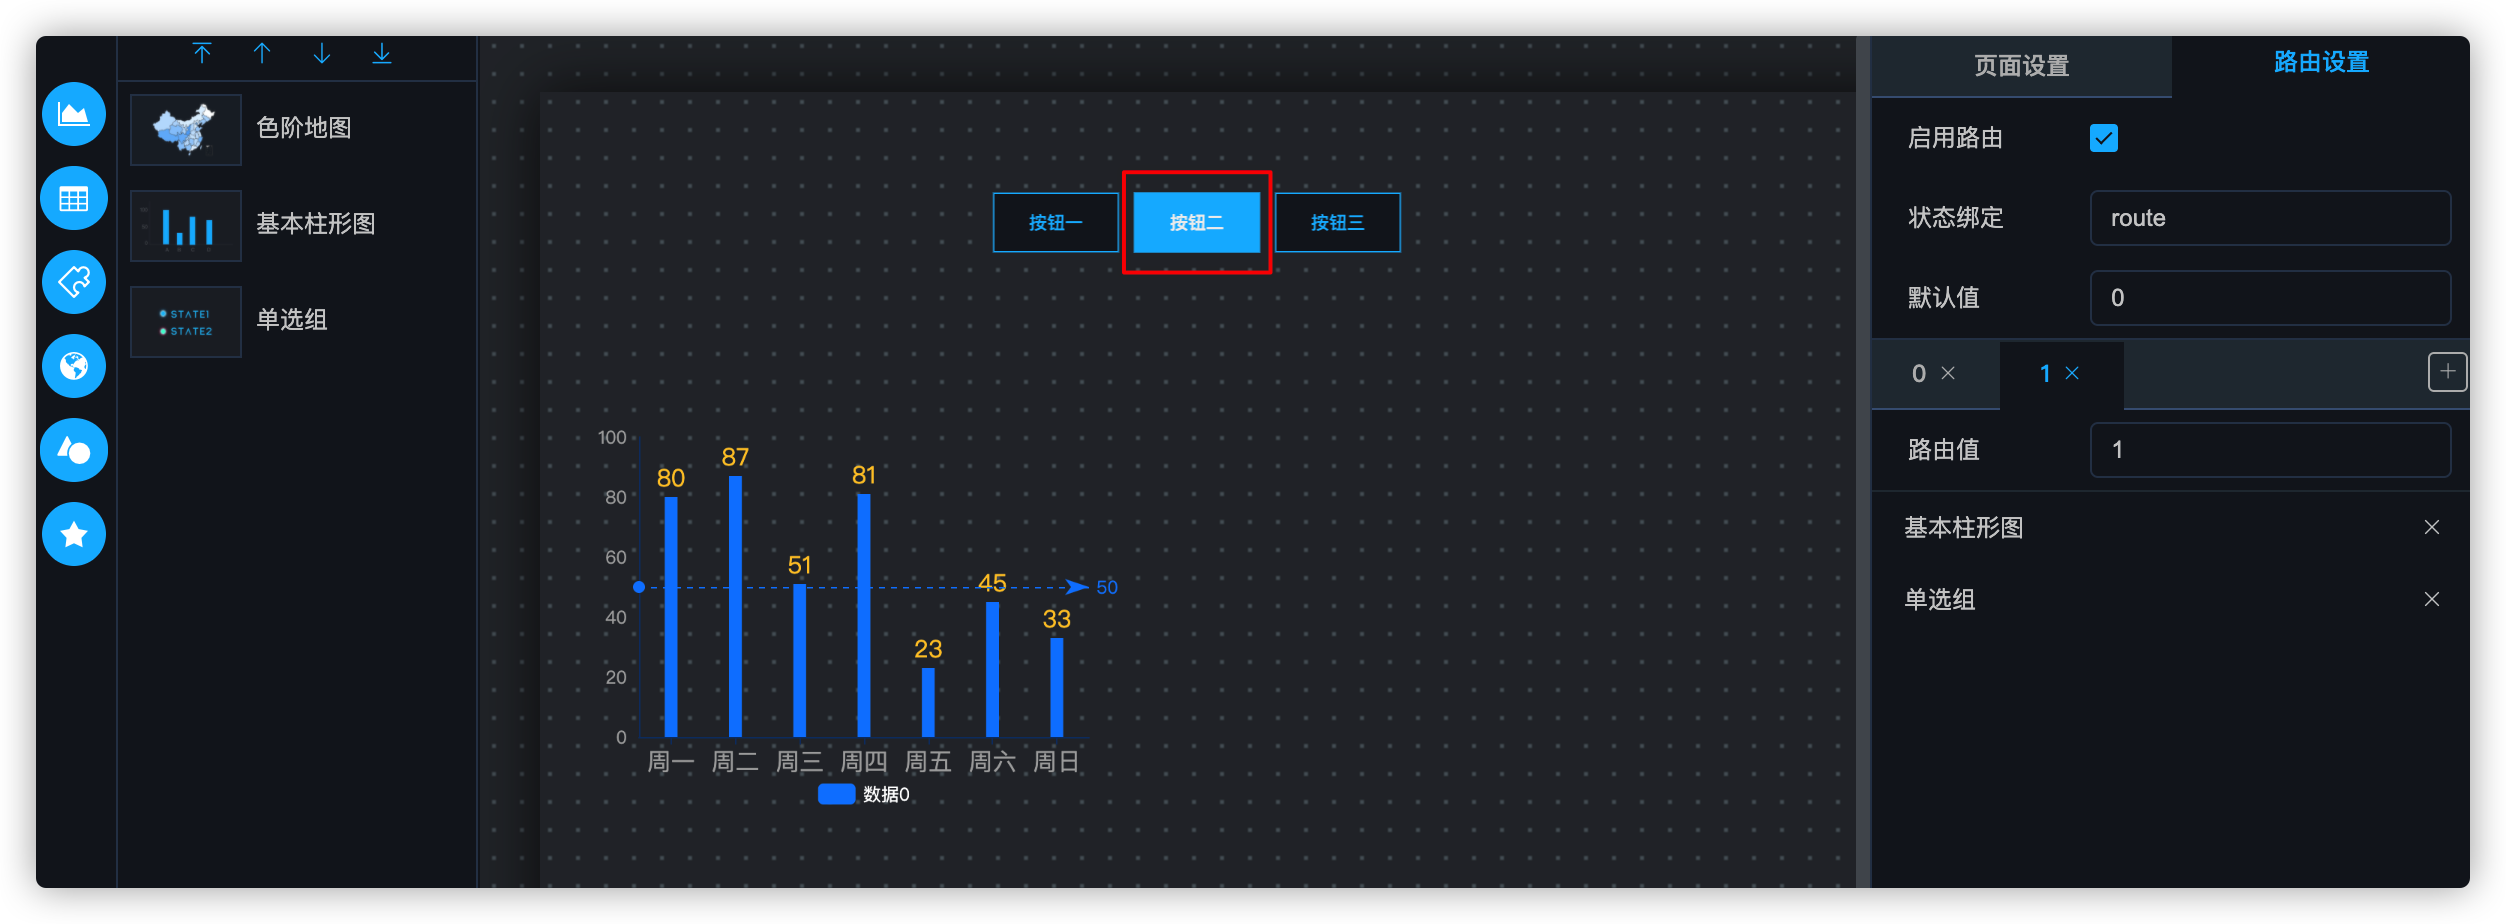 色阶地图
基本柱形图
STATE1
STATE2
单选组
按钮一
按钮二
按钮三
100
80
60
40
20
0
80
87
51
81
23
45
33
50
周一 周二 周三 周四 周五 周六 周日
数据0
页面设置
路由设置
启用路由
状态绑定 route
默认值 0
0
1
路由值 1
基本柱形图
单选组